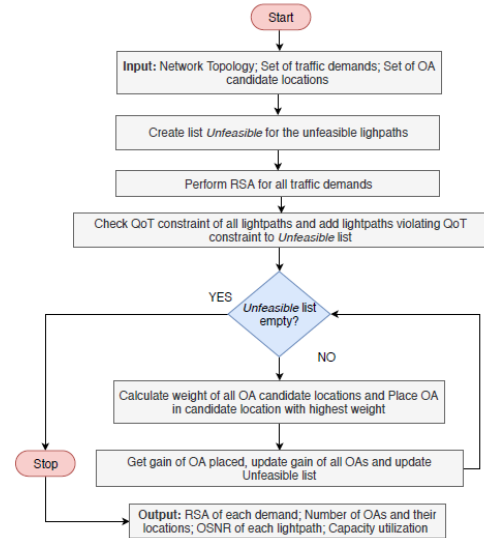 Start
Input: Network Topology; Set of traffic demands; Set of OA
candidate locations
Create list Unfeasible for the unfeasible lighpaths
Perform RSA for all traffic demands
Check QoT constraint of all lightpaths and add lightpaths violating QoT
constraint to Unfeasible list
YES
Unfeasible list
empty?
NO
Calculate weight of all OA candidate locations and Place OA
in candidate location with highest weight
Get gain of OA placed, update gain of all OAs and update
Unfeasible list
Stop
Output: RSA of each demand; Number of OAs and their
locations; OSNR of each lightpath; Capacity utilization